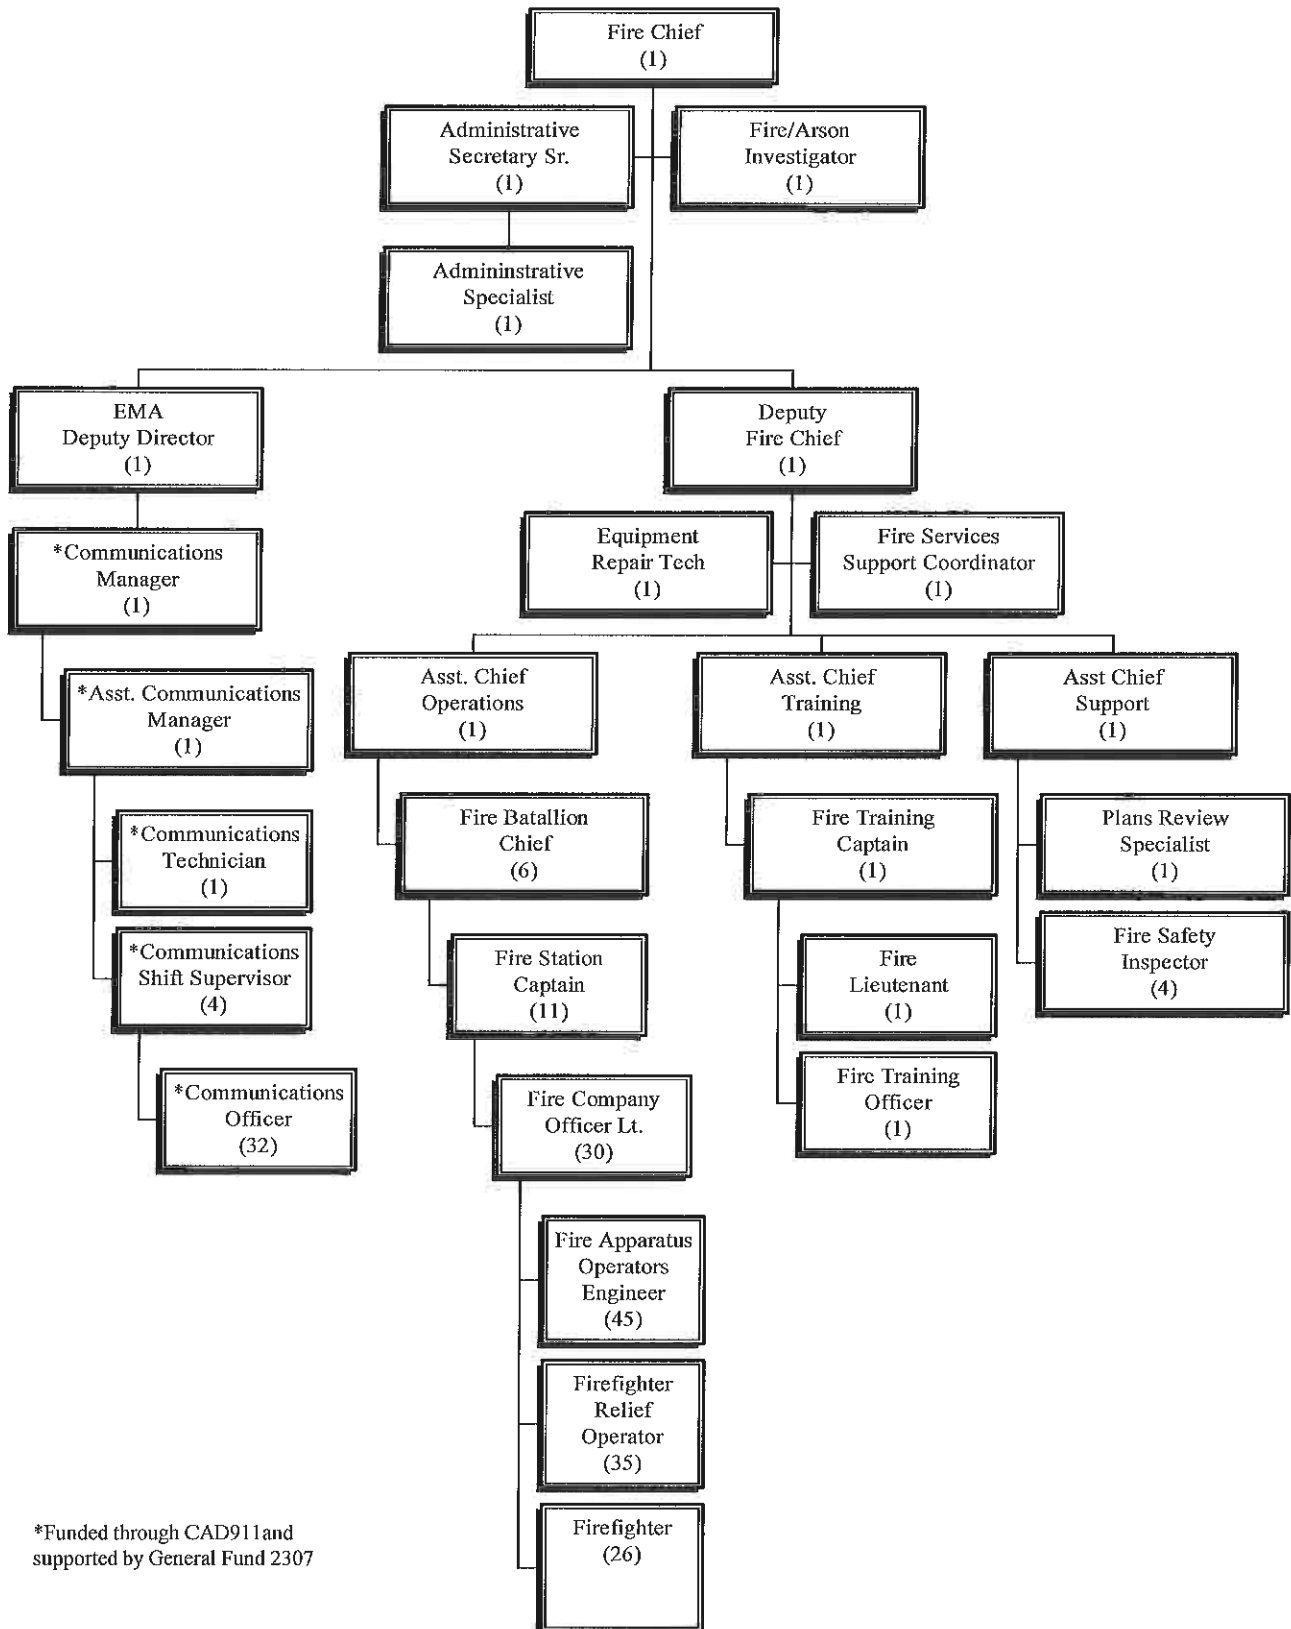 Fire Chief
(1)
Administrative
Secretary Sr.
(1)
Fire/Arson
Investigator
(1)
Admininstrative
Specialist
(1)
EMA
Deputy Director
(1)
Deputy
Fire Chief
(1)
*Communications
Manager
(1)
Equipment
Repair Tech
(1)
Fire Services
Support Coordinator
(1)
*Asst. Communications
Manager
(1)
Asst. Chief
Operations
(1)
Asst. Chief
Training
(1)
Asst Chief
Support
(1)
*Communications
Technician
(1)
Fire Batallion
Chief
(6)
Fire Training
Captain
(1)
Plans Review
Specialist
(1)
*Communications
Shift Supervisor
(4)
Fire Station
Captain
(11)
Fire
Lieutenant
(1)
Fire Safety
Inspector
(4)
*Communications
Officer
(32)
Fire Company
Officer Lt.
(30)
Fire Training
Officer
(1)
Fire Apparatus
Operators
Engineer
(45)
Firefighter
Relief
Operator
(35)
Firefighter
(26)
*Funded through CAD911and
supported by General Fund 2307